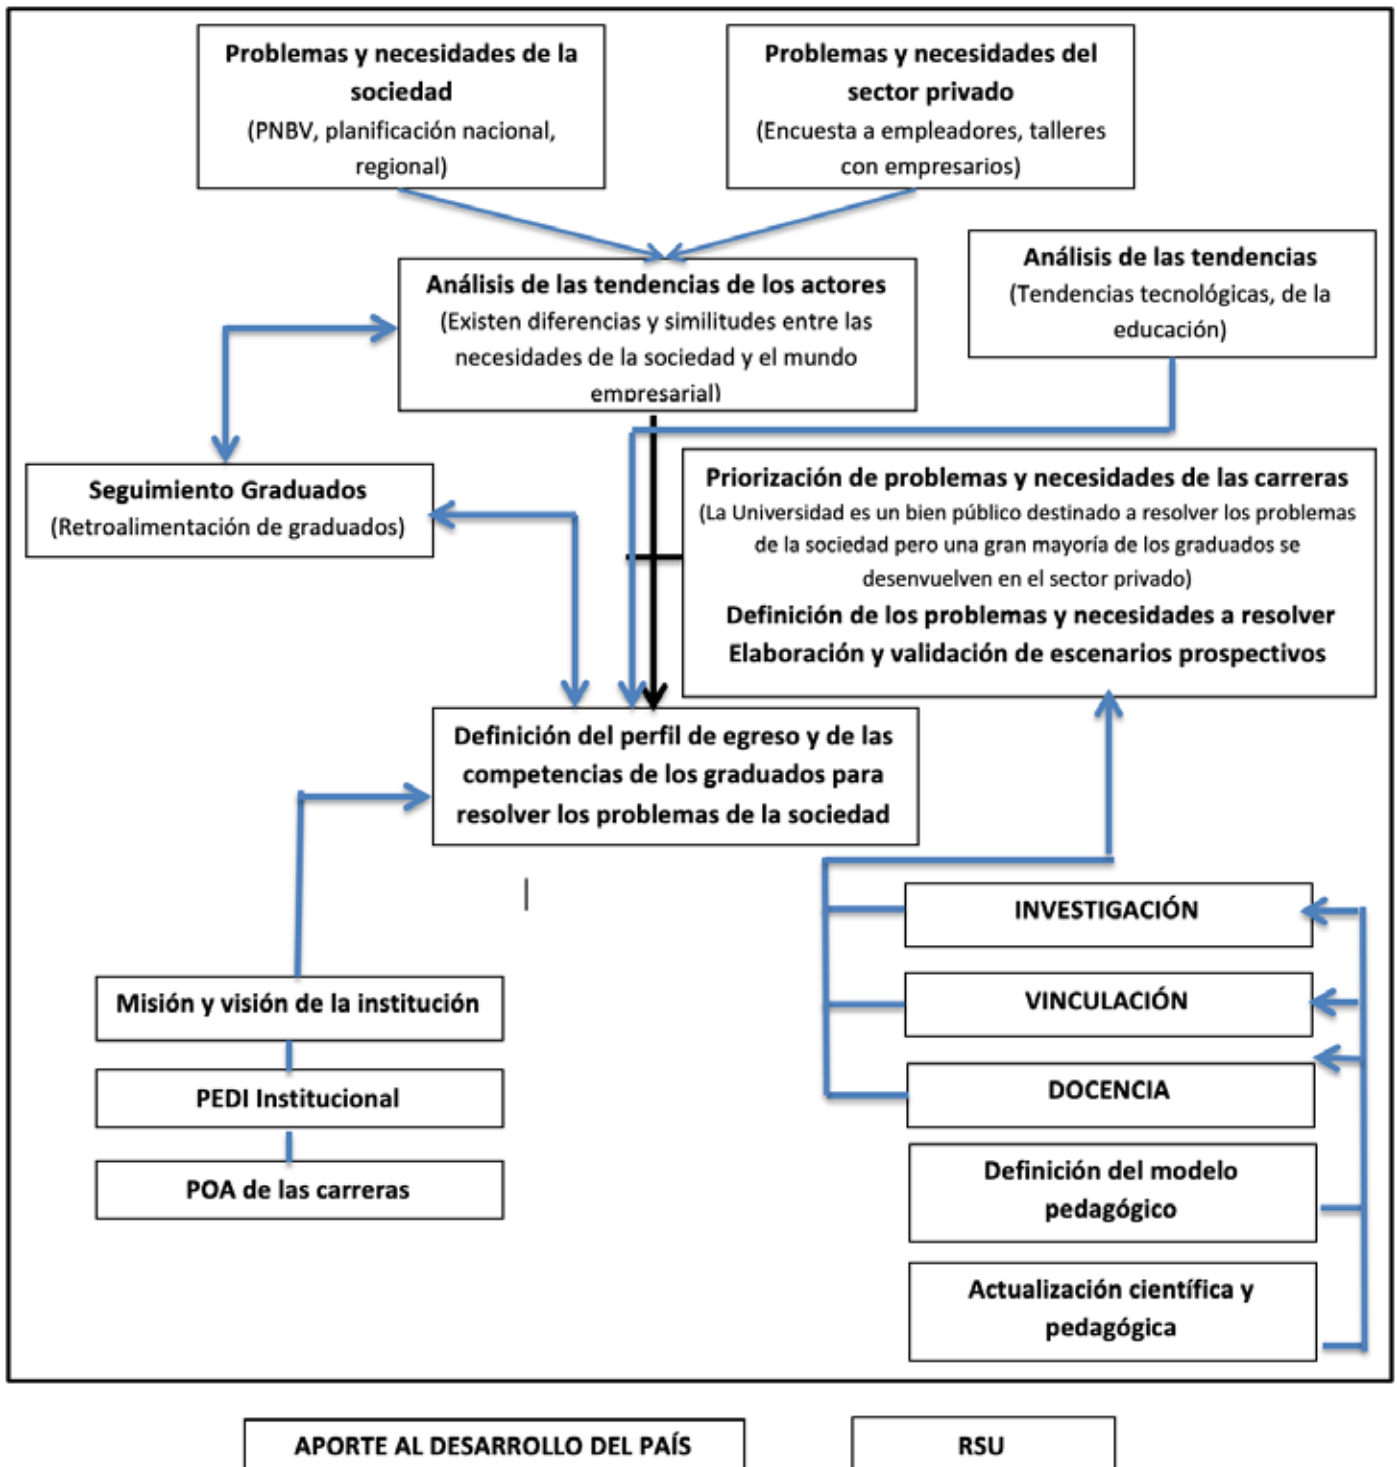 Problemas y necesidades de la
sociedad
(PNBV, planificación nacional,
regional)
Problemas y necesidades del
sector privado
(Encuesta a empleadores, talleres
con empresarios)
Análisis de las tendencias
(Tendencias tecnológicas, de la
educación)
Análisis de las tendencias de los actores
(Existen diferencias y similitudes entre las
necesidades de la sociedad y el mundo
empresarial)
Seguimiento Graduados
(Retroalimentación de graduados)
Priorización de problemas y necesidades de las carreras
(La Universidad es un bien público destinado a resolver los problemas
de la sociedad pero una gran mayoría de los graduados se
desenvuelven en el sector privado)
Definición de los problemas y necesidades a resolver
Elaboración y validación de escenarios prospectivos
Definición del perfil de egreso y de las
competencias de los graduados para
resolver los problemas de la sociedad
INVESTIGACIÓN
VINCULACIÓN
DOCENCIA
Definición del modelo
pedagógico
Actualización científica y
pedagógica
Misión y visión de la institución
PEDI Institucional
POA de las carreras
APORTE AL DESARROLLO DEL PAÍS
RSU